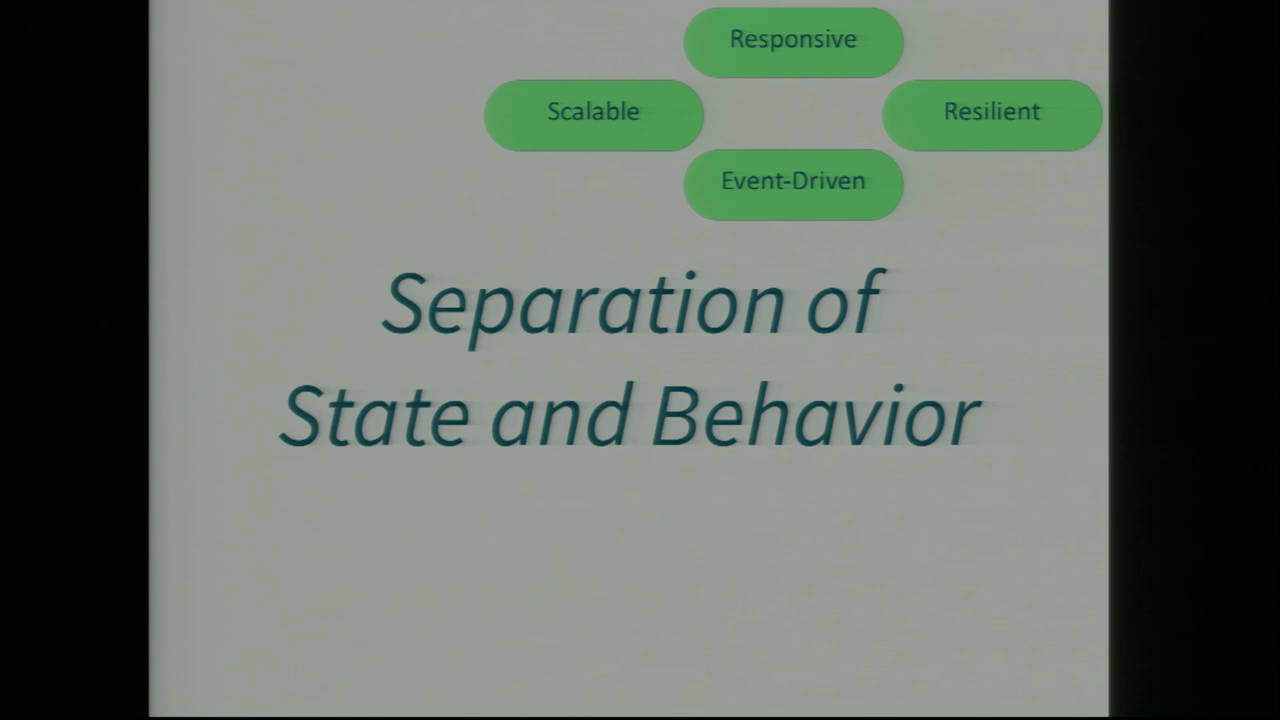 Responsive
Scalable
Resilient
Event-Driven
Separation of
State and Behavior